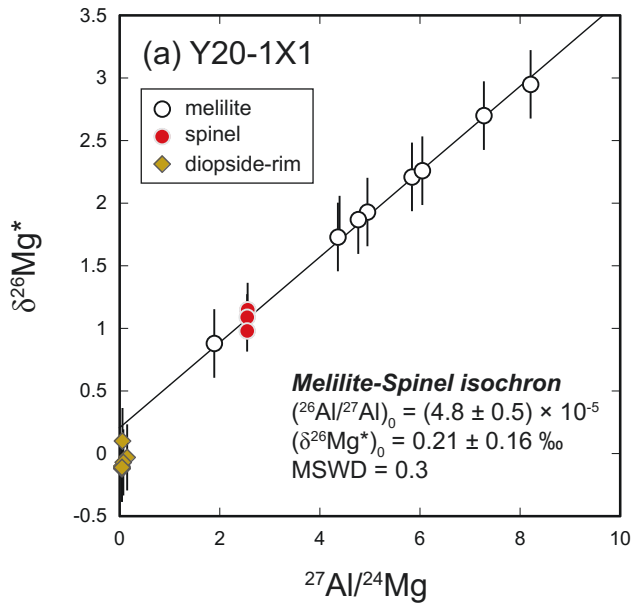 (a) Y20-1X1
melilite
spinel
diopside-rim
3.5
3
2.5
2
1.5
1
0.5
0
-0.5
δ²⁶Mg*
Melilite-Spinel isochron
(²⁶Al/²⁷Al)₀ = (4.8 ± 0.5) × 10⁻⁵
(δ²⁶Mg*)₀ = 0.21 ± 0.16 ‰
MSWD = 0.3
0 2 4 6 8 10
²⁷Al/²⁴Mg